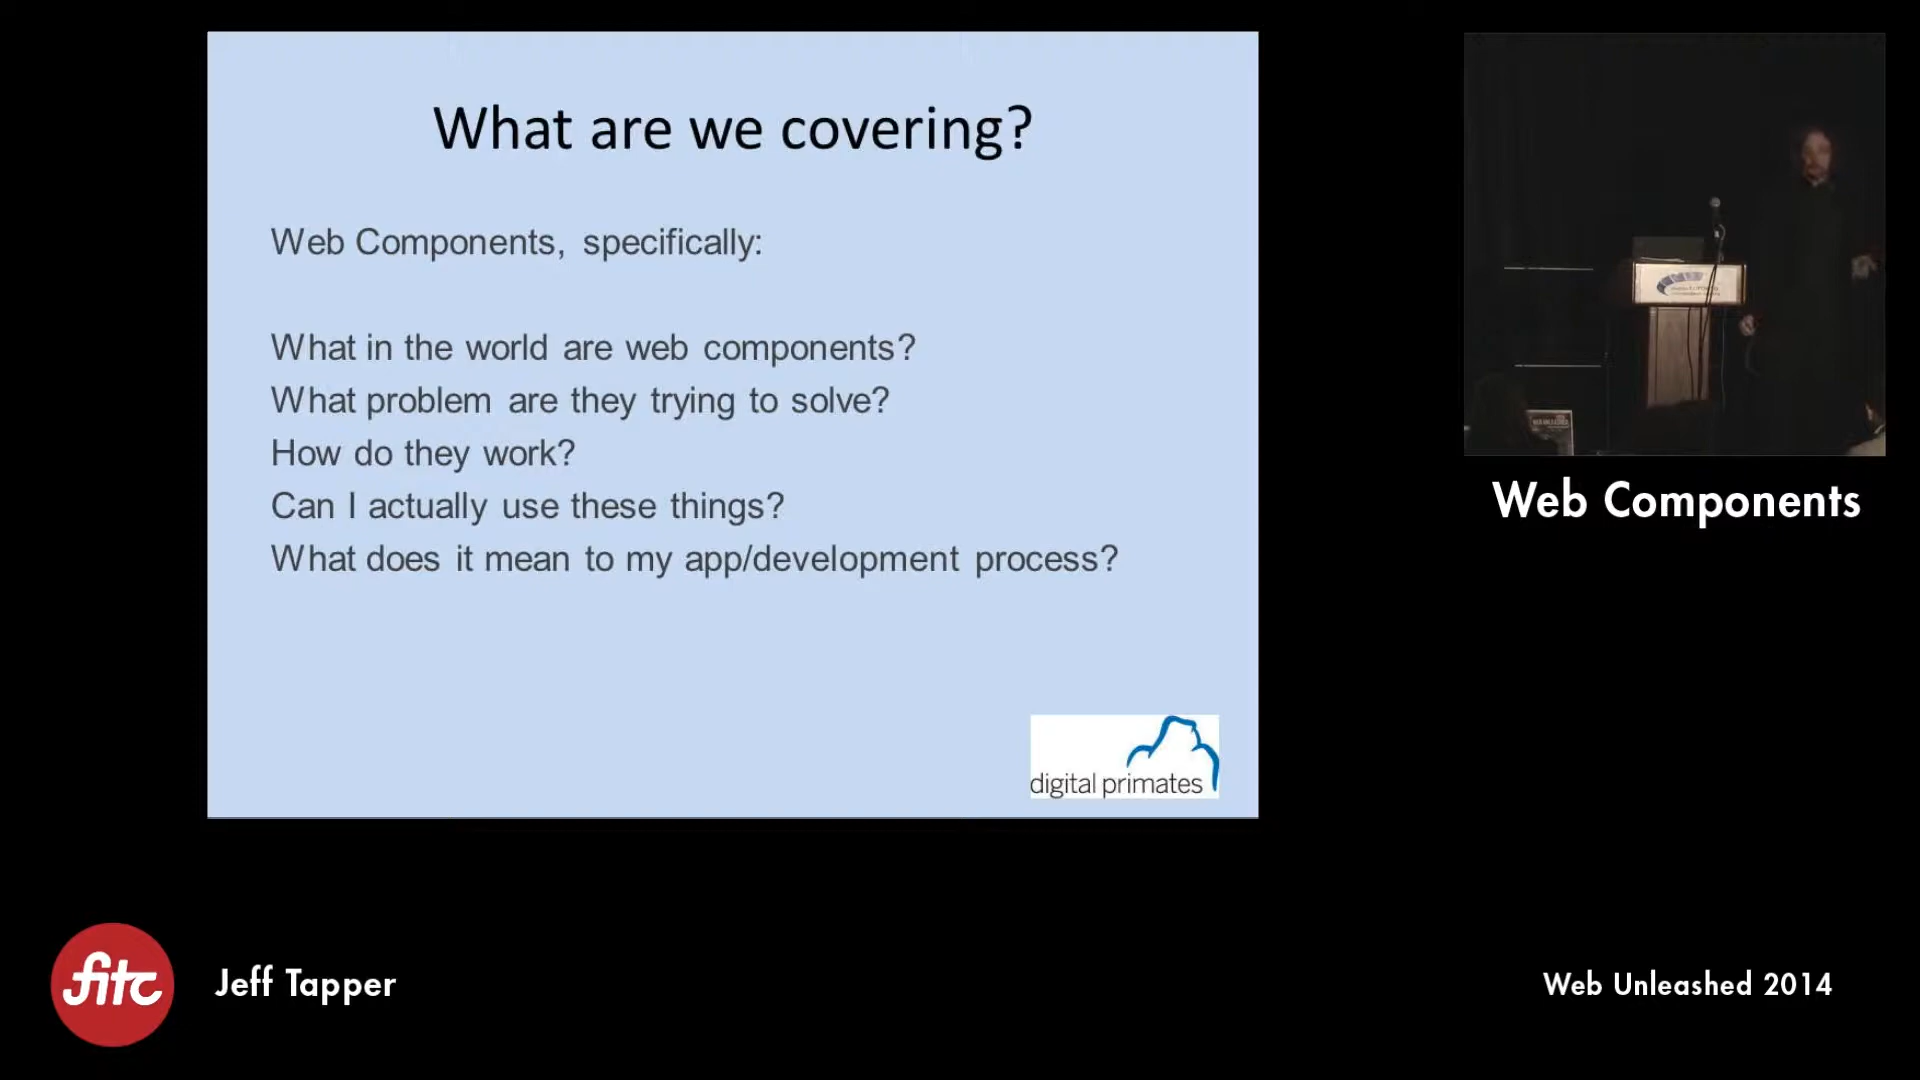 What are we covering?
Web Components, specifically:
What in the world are web components?
What problem are they trying to solve?
How do they work?
Can I actually use these things?
What does it mean to my app/development process?
digital primates
Web Components
fitc
Jeff Tapper
Web Unleashed 2014